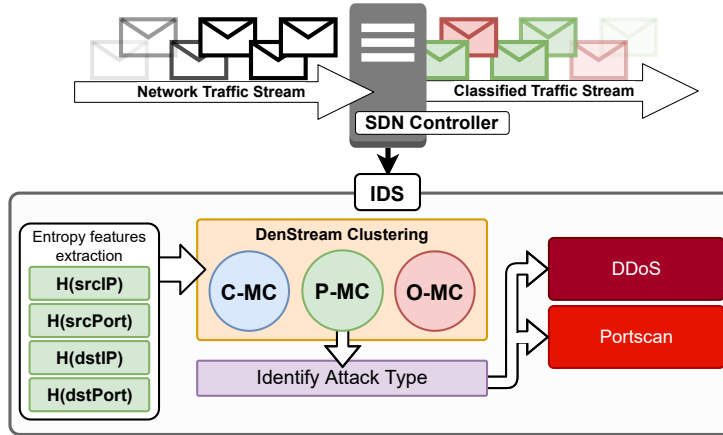 Network Traffic Stream
Classified Traffic Stream
SDN Controller
IDS
Entropy features
extraction
H(srcIP)
H(srcPort)
H(dstIP)
H(dstPort)
DenStream Clustering
C-MC
P-MC
O-MC
Identify Attack Type
DDoS
Portscan